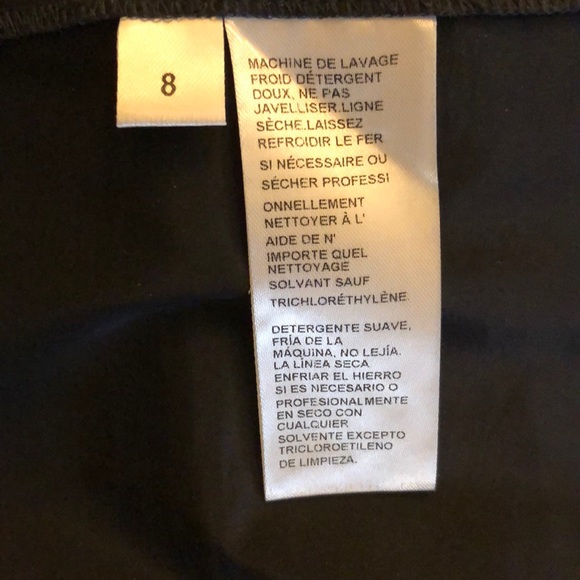 8
MACHINE DE LAVAGE
FROID DÉTERGENT
DOUX, NE PAS
JAVELLISER.LIGNE
SÈCHE.LAISSEZ
REFROIDIR LE FER
SI NÉCESSAIRE OU
SÉCHER PROFESSI
ONNELLEMENT
NETTOYER À L'
AIDE DE N'
IMPORTE QUEL
NETTOYAGE
SOLVANT SAUF
TRICHLORÉTHYLÈNE
DETERGENTE SUAVE,
FRÍA DE LA
MÁQUINA, NO LEJÍA.
LA LÍNEA SECA
ENFRIAR EL HIERRO
SI ES NECESARIO O
PROFESIONALMENTE
EN SECO CON
CUALQUIER
SOLVENTE EXCEPTO
TRICLOROETILENO
DE LIMPIEZA.